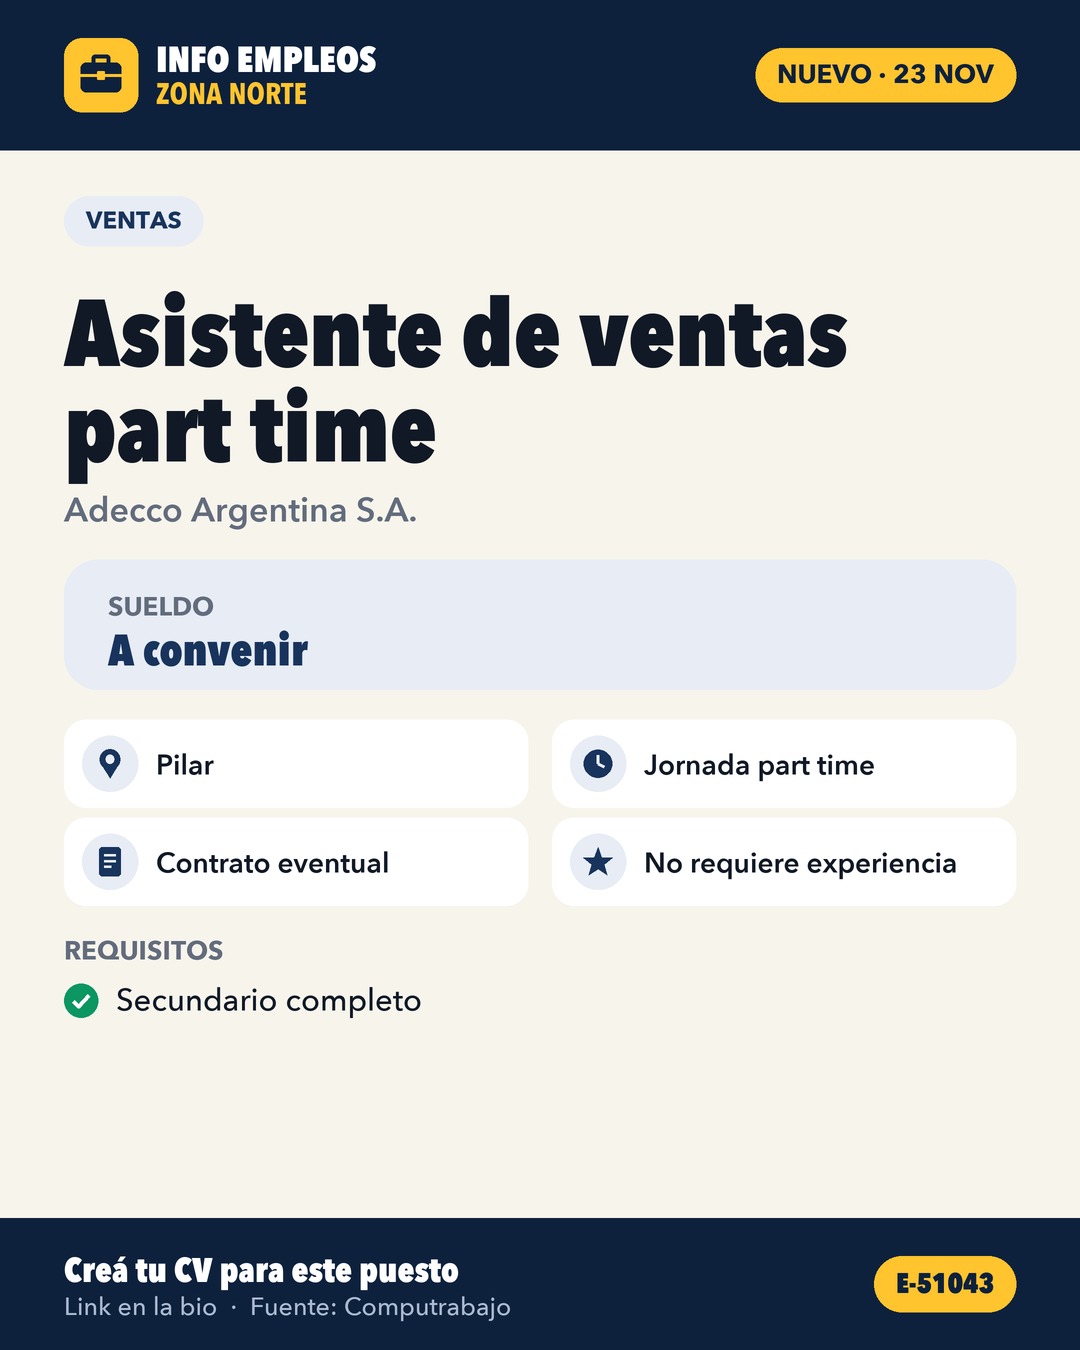 INFO EMPLEOS
ZONA NORTE
NUEVO · 23 NOV
VENTAS
Asistente de ventas
part time
Adecco Argentina S.A.
SUELDO
A convenir
Pilar
Jornada part time
Contrato eventual
No requiere experiencia
REQUISITOS
Secundario completo
Creá tu CV para este puesto
Link en la bio · Fuente: Computrabajo
E-51043